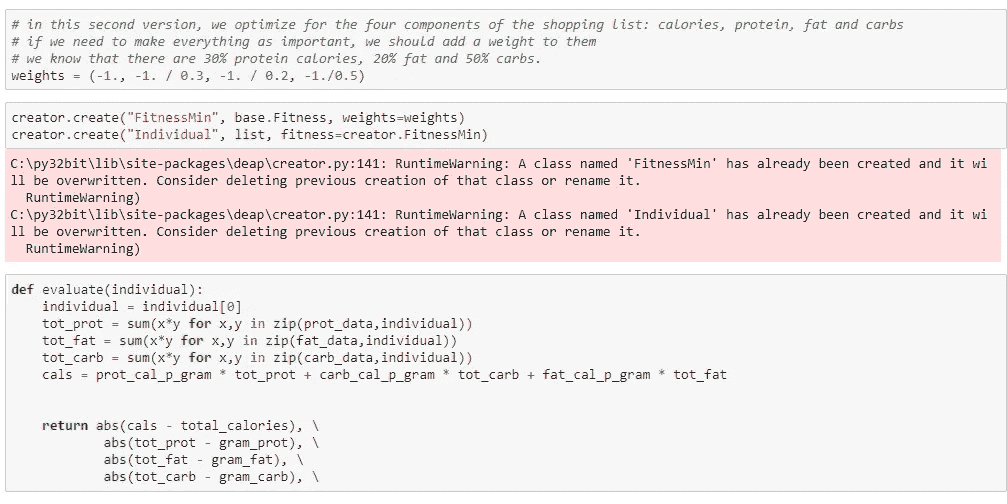 # in this second version, we optimize for the four components of the shopping list: calories, protein, fat and carbs
# if we need to make everything as important, we should add a weight to them
# we know that there are 30% protein calories, 20% fat and 50% carbs.
weights = (-1., -1. / 0.3, -1. / 0.2, -1./0.5)
creator.create("FitnessMin", base.Fitness, weights=weights)
creator.create("Individual", list, fitness=creator.FitnessMin)
C:\py32bit\lib\site-packages\deap\creator.py:141: RuntimeWarning: A class named 'FitnessMin' has already been created and it wi
ll be overwritten. Consider deleting previous creation of that class or rename it.
  RuntimeWarning)
C:\py32bit\lib\site-packages\deap\creator.py:141: RuntimeWarning: A class named 'Individual' has already been created and it wi
ll be overwritten. Consider deleting previous creation of that class or rename it.
  RuntimeWarning)
def evaluate(individual):
    individual = individual[0]
    tot_prot = sum(x*y for x,y in zip(prot_data,individual))
    tot_fat = sum(x*y for x,y in zip(fat_data,individual))
    tot_carb = sum(x*y for x,y in zip(carb_data,individual))
    cals = prot_cal_p_gram * tot_prot + carb_cal_p_gram * tot_carb + fat_cal_p_gram * tot_fat
    return abs(cals - total_calories), \
            abs(tot_prot - gram_prot), \
            abs(tot_fat - gram_fat), \
            abs(tot_carb - gram_carb), \